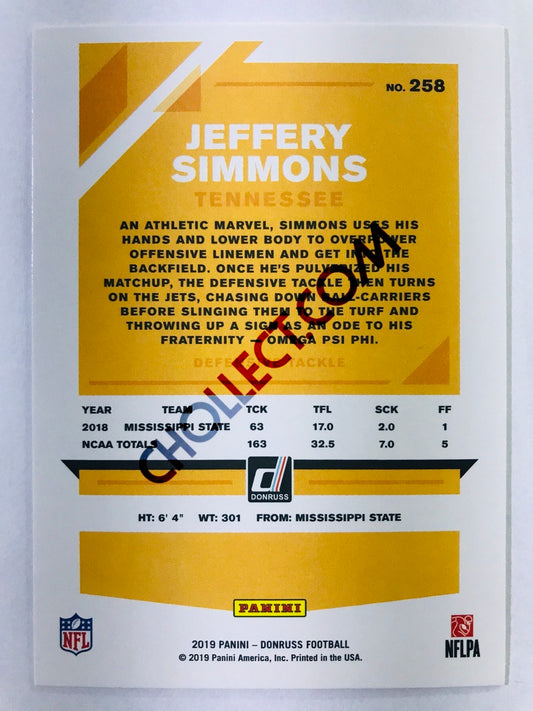 NO. 258
JEFFERY
SIMMONS
TENNESSEE
AN ATHLETIC MARVEL, SIMMONS USES HIS
HANDS AND LOWER BODY TO OVERPOWER
OFFENSIVE LINEMEN AND GET INTO THE
BACKFIELD. ONCE HE'S PULVERIZED HIS
MATCHUP, THE DEFENSIVE TACKLE THEN TURNS
ON THE JETS, CHASING DOWN BALL-CARRIERS
BEFORE SLINGING THEM TO THE TURF AND
THROWING UP A SIGN AS AN ODE TO HIS
FRATERNITY — OMEGA PSI PHI.
DEFENSIVE TACKLE
CHOLLECT.COM
YEAR TEAM TCK TFL SCK FF
2018 MISSISSIPPI STATE 63 17.0 2.0 1
NCAA TOTALS 163 32.5 7.0 5
d
DONRUSS
HT: 6' 4" WT: 301 FROM: MISSISSIPPI STATE
PANINI
NFL
2019 PANINI – DONRUSS FOOTBALL
© 2019 Panini America, Inc. Printed in the USA.
NFLPA